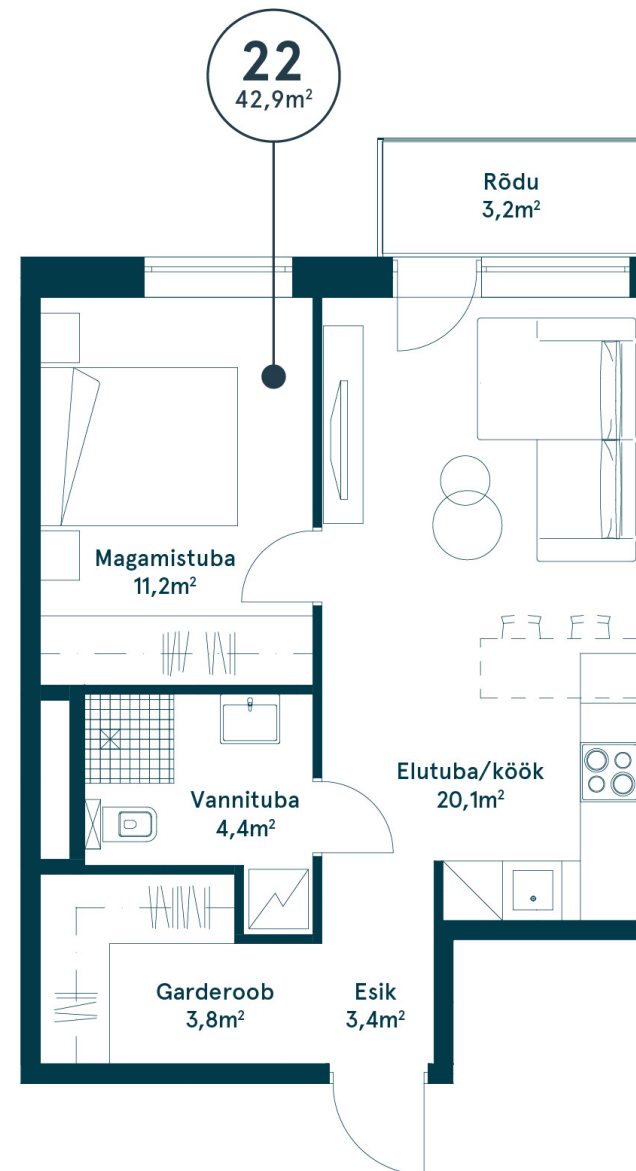 22
42,9m²
Rõdu
3,2m²
Magamistuba
11,2m²
Elutuba/köök
20,1m²
Vannituba
4,4m²
Garderoob
3,8m²
Esik
3,4m²